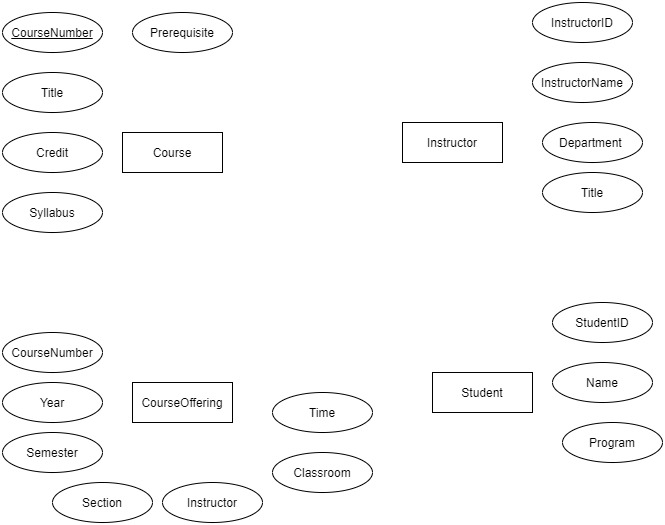 CourseNumber
Prerequisite
InstructorID
Title
InstructorName
Credit
Course
Instructor
Department
Title
Syllabus
StudentID
CourseNumber
Year
CourseOffering
Time
Student
Name
Semester
Classroom
Program
Section
Instructor